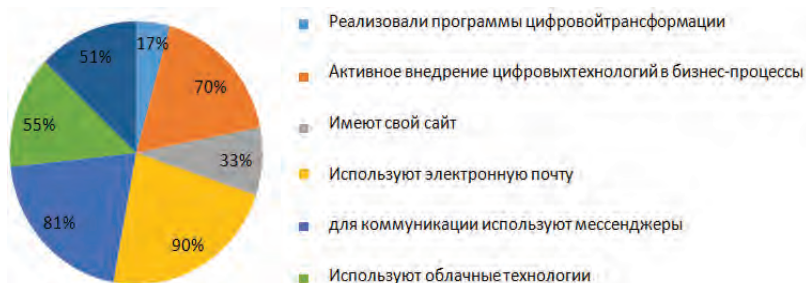 Реализовали программы цифровойтрансформации
Активное внедрение цифровыхтехнологий в бизнес-процессы
Имеют свой сайт
Используют электронную почту
для коммуникации используют мессенджеры
Используют облачные технологии
17%
70%
33%
90%
81%
55%
51%